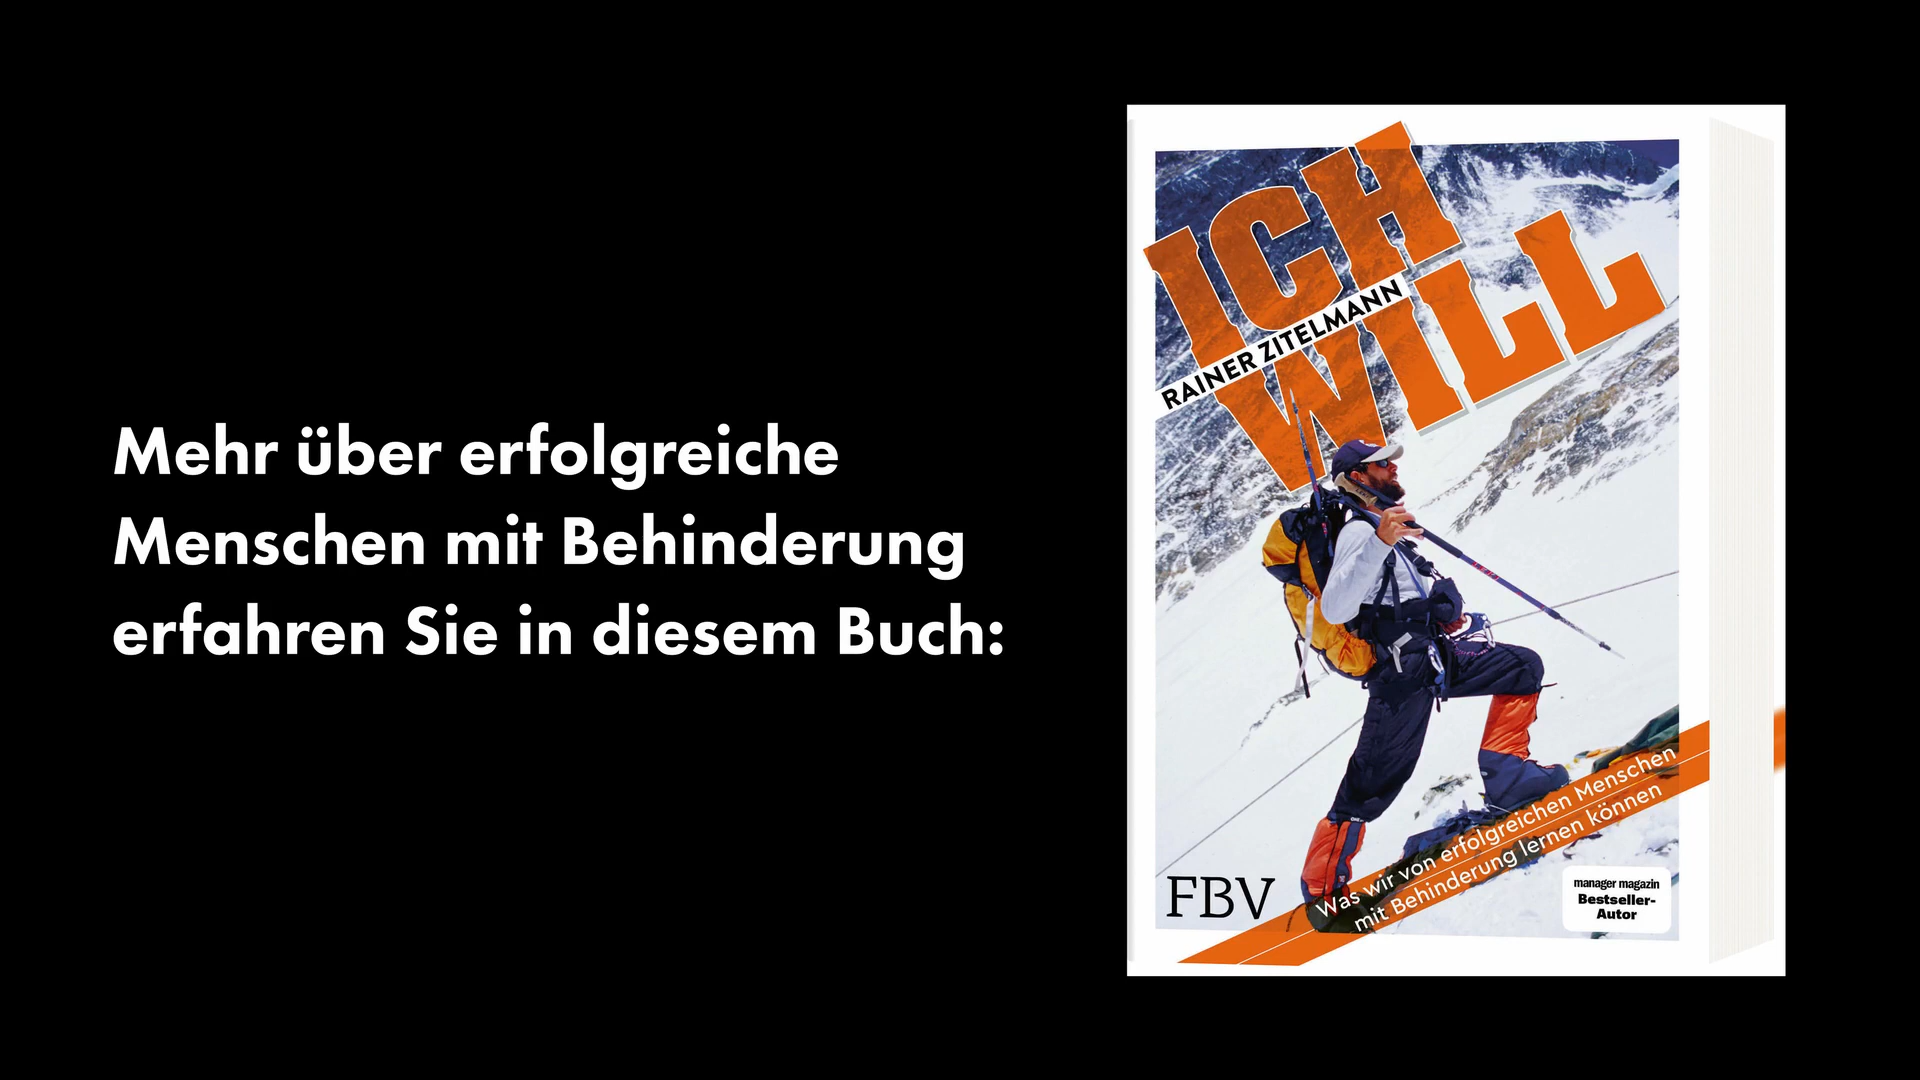 Mehr über erfolgreiche
Menschen mit Behinderung
erfahren Sie in diesem Buch:
ICH
RAINER ZITELMANN
WILL
Was wir von erfolgreichen Menschen
mit Behinderung lernen können
FBV
manager magazin
Bestseller-
Autor